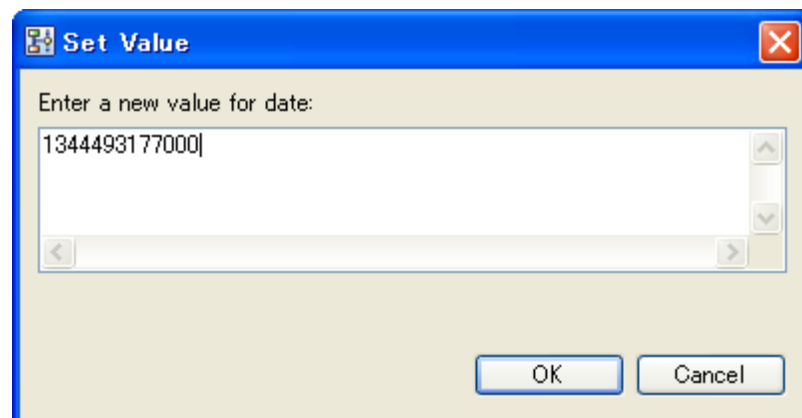 Set Value
Enter a new value for date:
1344493177000
OK
Cancel